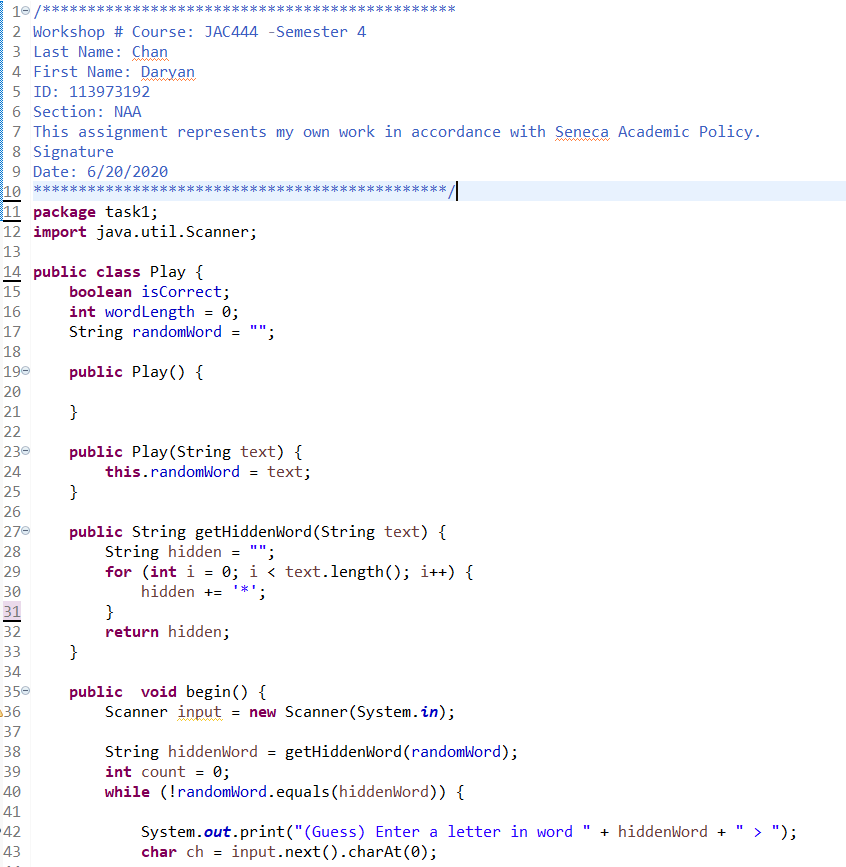 1 /**********************************************
2 Workshop # Course: JAC444 -Semester 4
3 Last Name: Chan
4 First Name: Daryan
5 ID: 113973192
6 Section: NAA
7 This assignment represents my own work in accordance with Seneca Academic Policy.
8 Signature
9 Date: 6/20/2020
10 **********************************************/
11 package task1;
12 import java.util.Scanner;
13
14 public class Play {
15     boolean isCorrect;
16     int wordLength = 0;
17     String randomWord = "";
18
19     public Play() {
20
21     }
22
23     public Play(String text) {
24         this.randomWord = text;
25     }
26
27     public String getHiddenWord(String text) {
28         String hidden = "";
29         for (int i = 0; i < text.length(); i++) {
30             hidden += '*';
31         }
32         return hidden;
33     }
34
35     public  void begin() {
36         Scanner input = new Scanner(System.in);
37
38         String hiddenWord = getHiddenWord(randomWord);
39         int count = 0;
40         while (!randomWord.equals(hiddenWord)) {
41
42             System.out.print("(Guess) Enter a letter in word " + hiddenWord + " > ");
43             char ch = input.next().charAt(0);